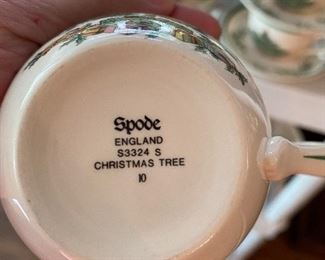 Spode
ENGLAND
S3324 S
CHRISTMAS TREE
10